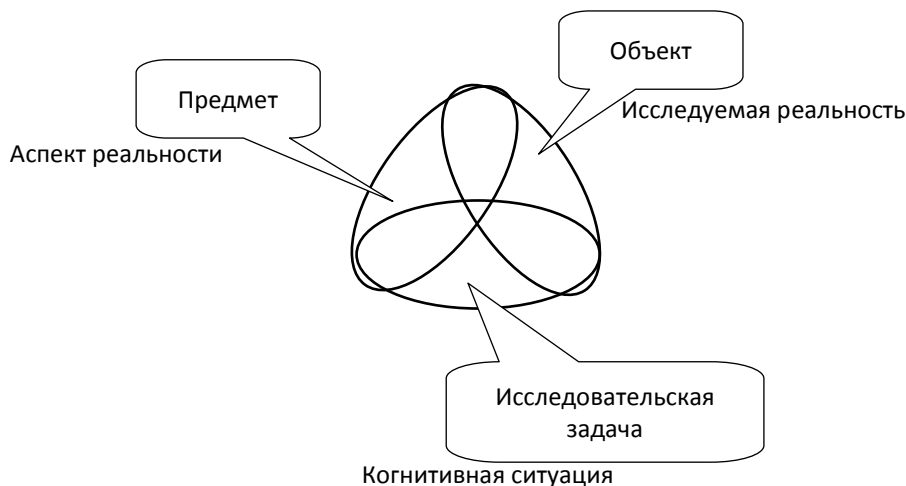 Объект
Предмет
Исследуемая реальность
Аспект реальности
Исследовательская
задача
Когнитивная ситуация